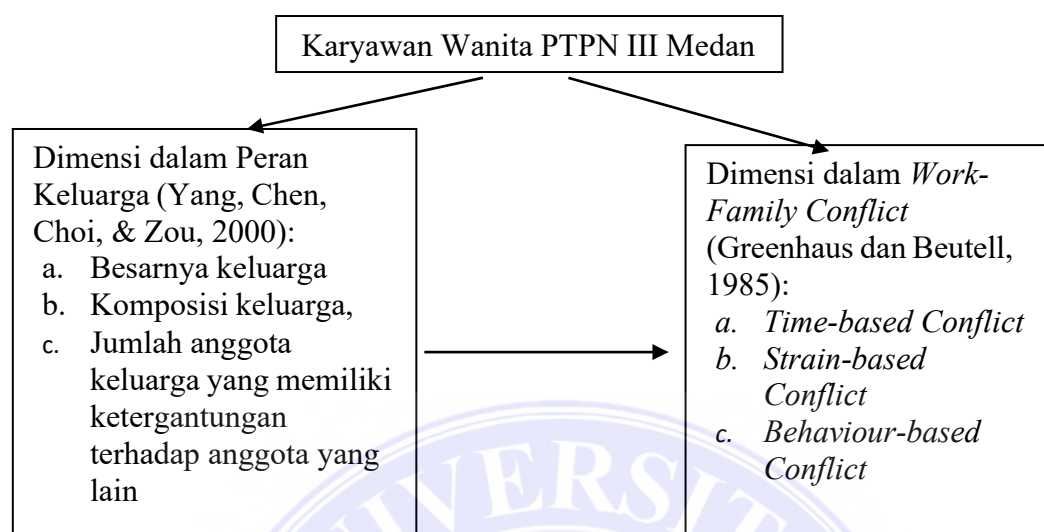 Karyawan Wanita PTPN III Medan
Dimensi dalam Peran
Keluarga (Yang, Chen,
Choi, & Zou, 2000):
a. Besarnya keluarga
b. Komposisi keluarga,
c. Jumlah anggota
keluarga yang memiliki
ketergantungan
terhadap anggota yang
lain
Dimensi dalam Work-
Family Conflict
(Greenhaus dan Beutell,
1985):
a. Time-based Conflict
b. Strain-based
Conflict
c. Behaviour-based
Conflict